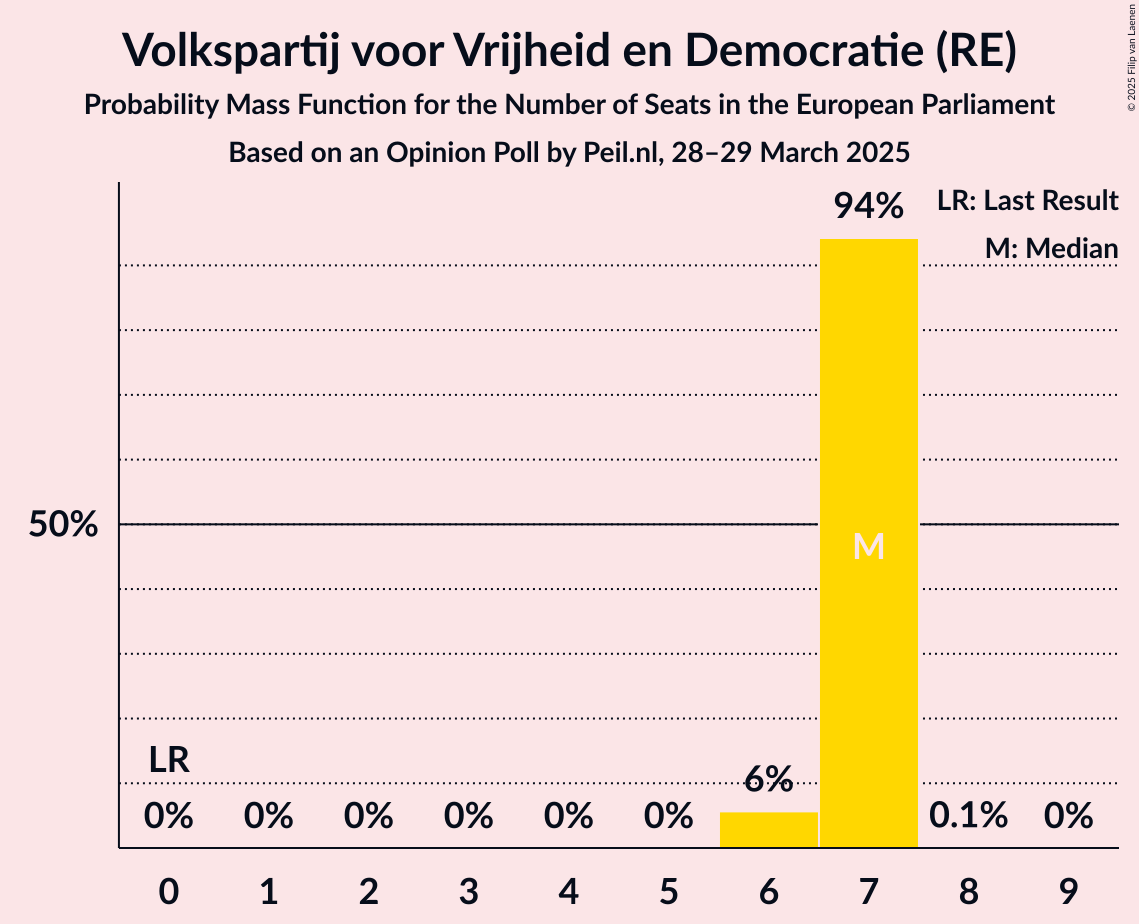 Volkspartij voor Vrijheid en Democratie (RE)
Probability Mass Function for the Number of Seats in the European Parliament
Based on an Opinion Poll by Peil.nl, 28–29 March 2025
© 2025 Filip van Laenen
94%
LR: Last Result
M: Median
50%
M
LR
6%
0% 0% 0% 0% 0% 0% 0.1% 0%
0 1 2 3 4 5 6 7 8 9